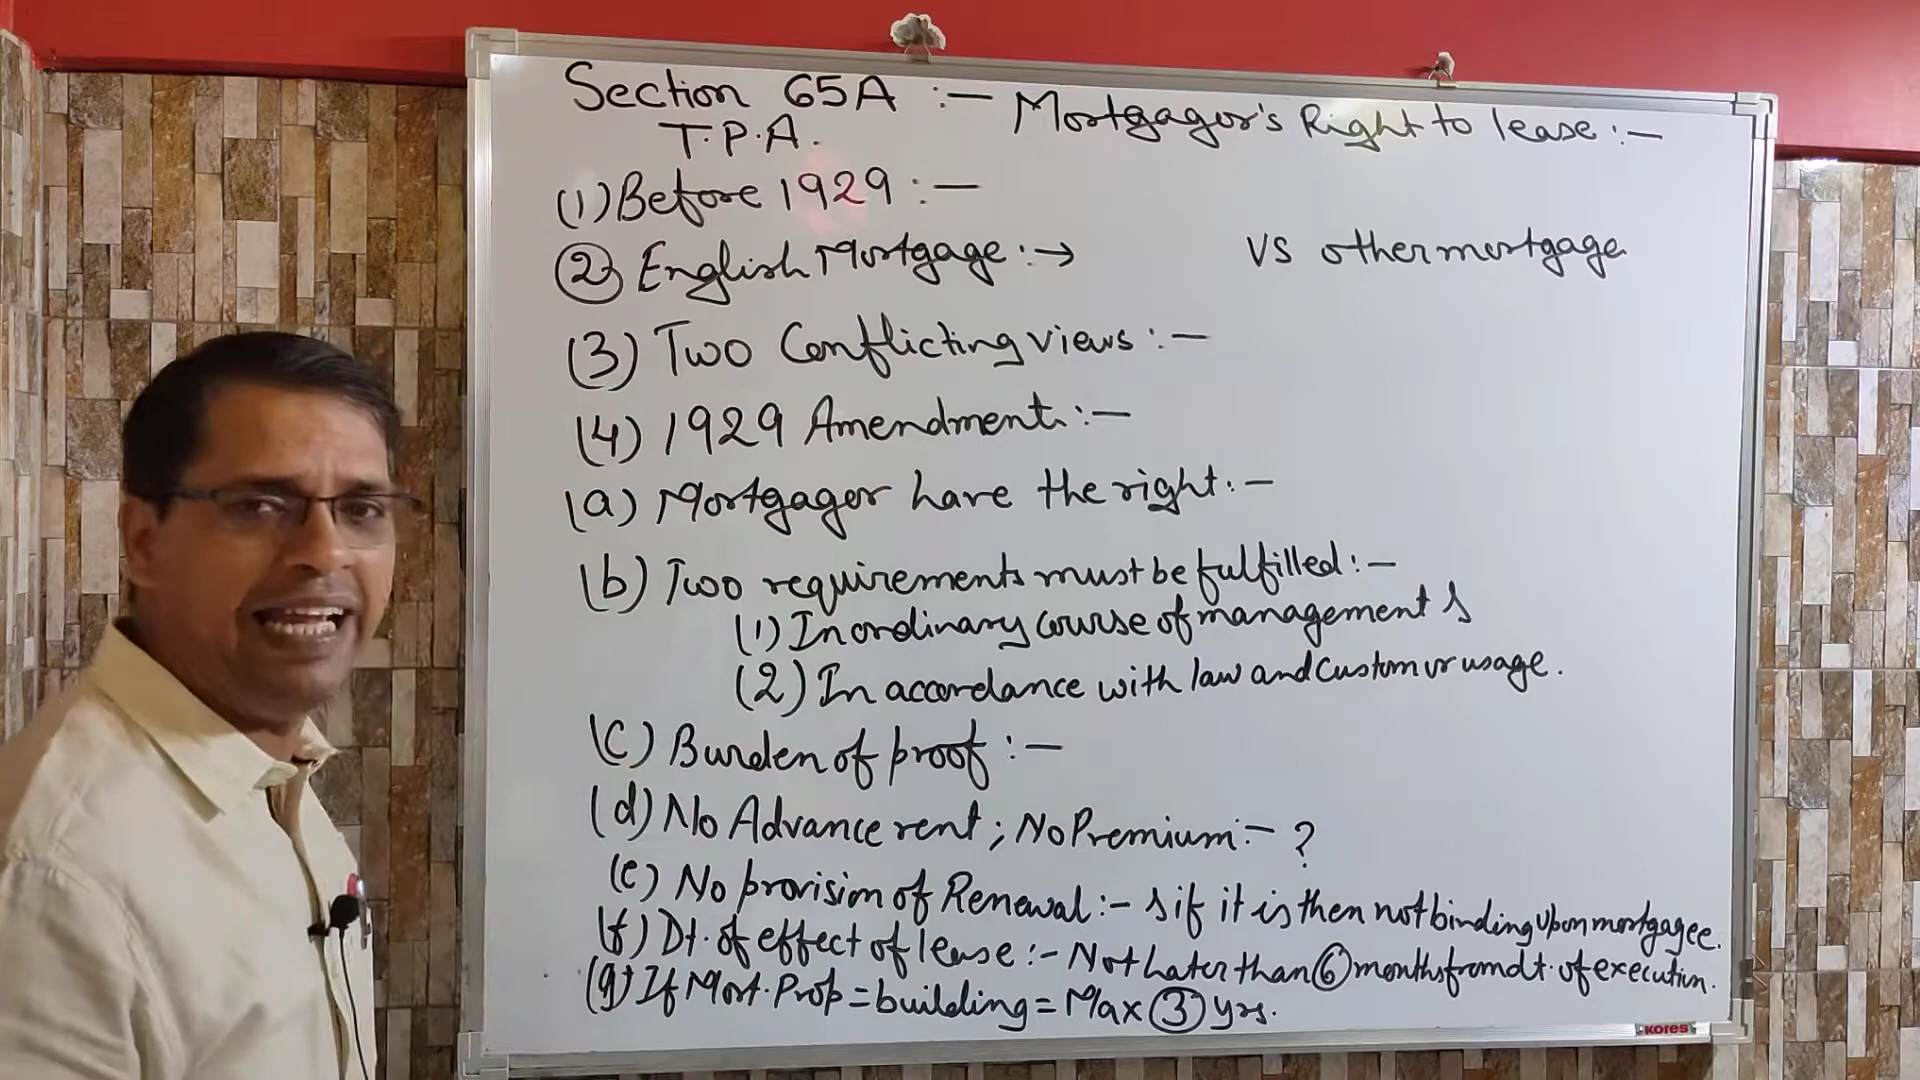 Section 65A :- Mortgagor's Right to lease :-
T.P.A.
(1) Before 1929 :-
(2) English Mortgage :→ VS other mortgage
(3) Two Conflicting views :-
(4) 1929 Amendment :-
(a) Mortgagor have the right :-
(b) Two requirements must be fulfilled :-
(1) In ordinary course of management &
(2) In accordance with law and custom or usage.
(C) Burden of proof :-
(d) No Advance rent ; No Premium :- ?
(e) No provision of Renewal :- & if it is then not binding upon mortgagee.
(f) Dt. of effect of lease :- Not later than 6 months from dt. of execution.
(g) If Mort. Prop = building = Max 3 yrs.
KORES